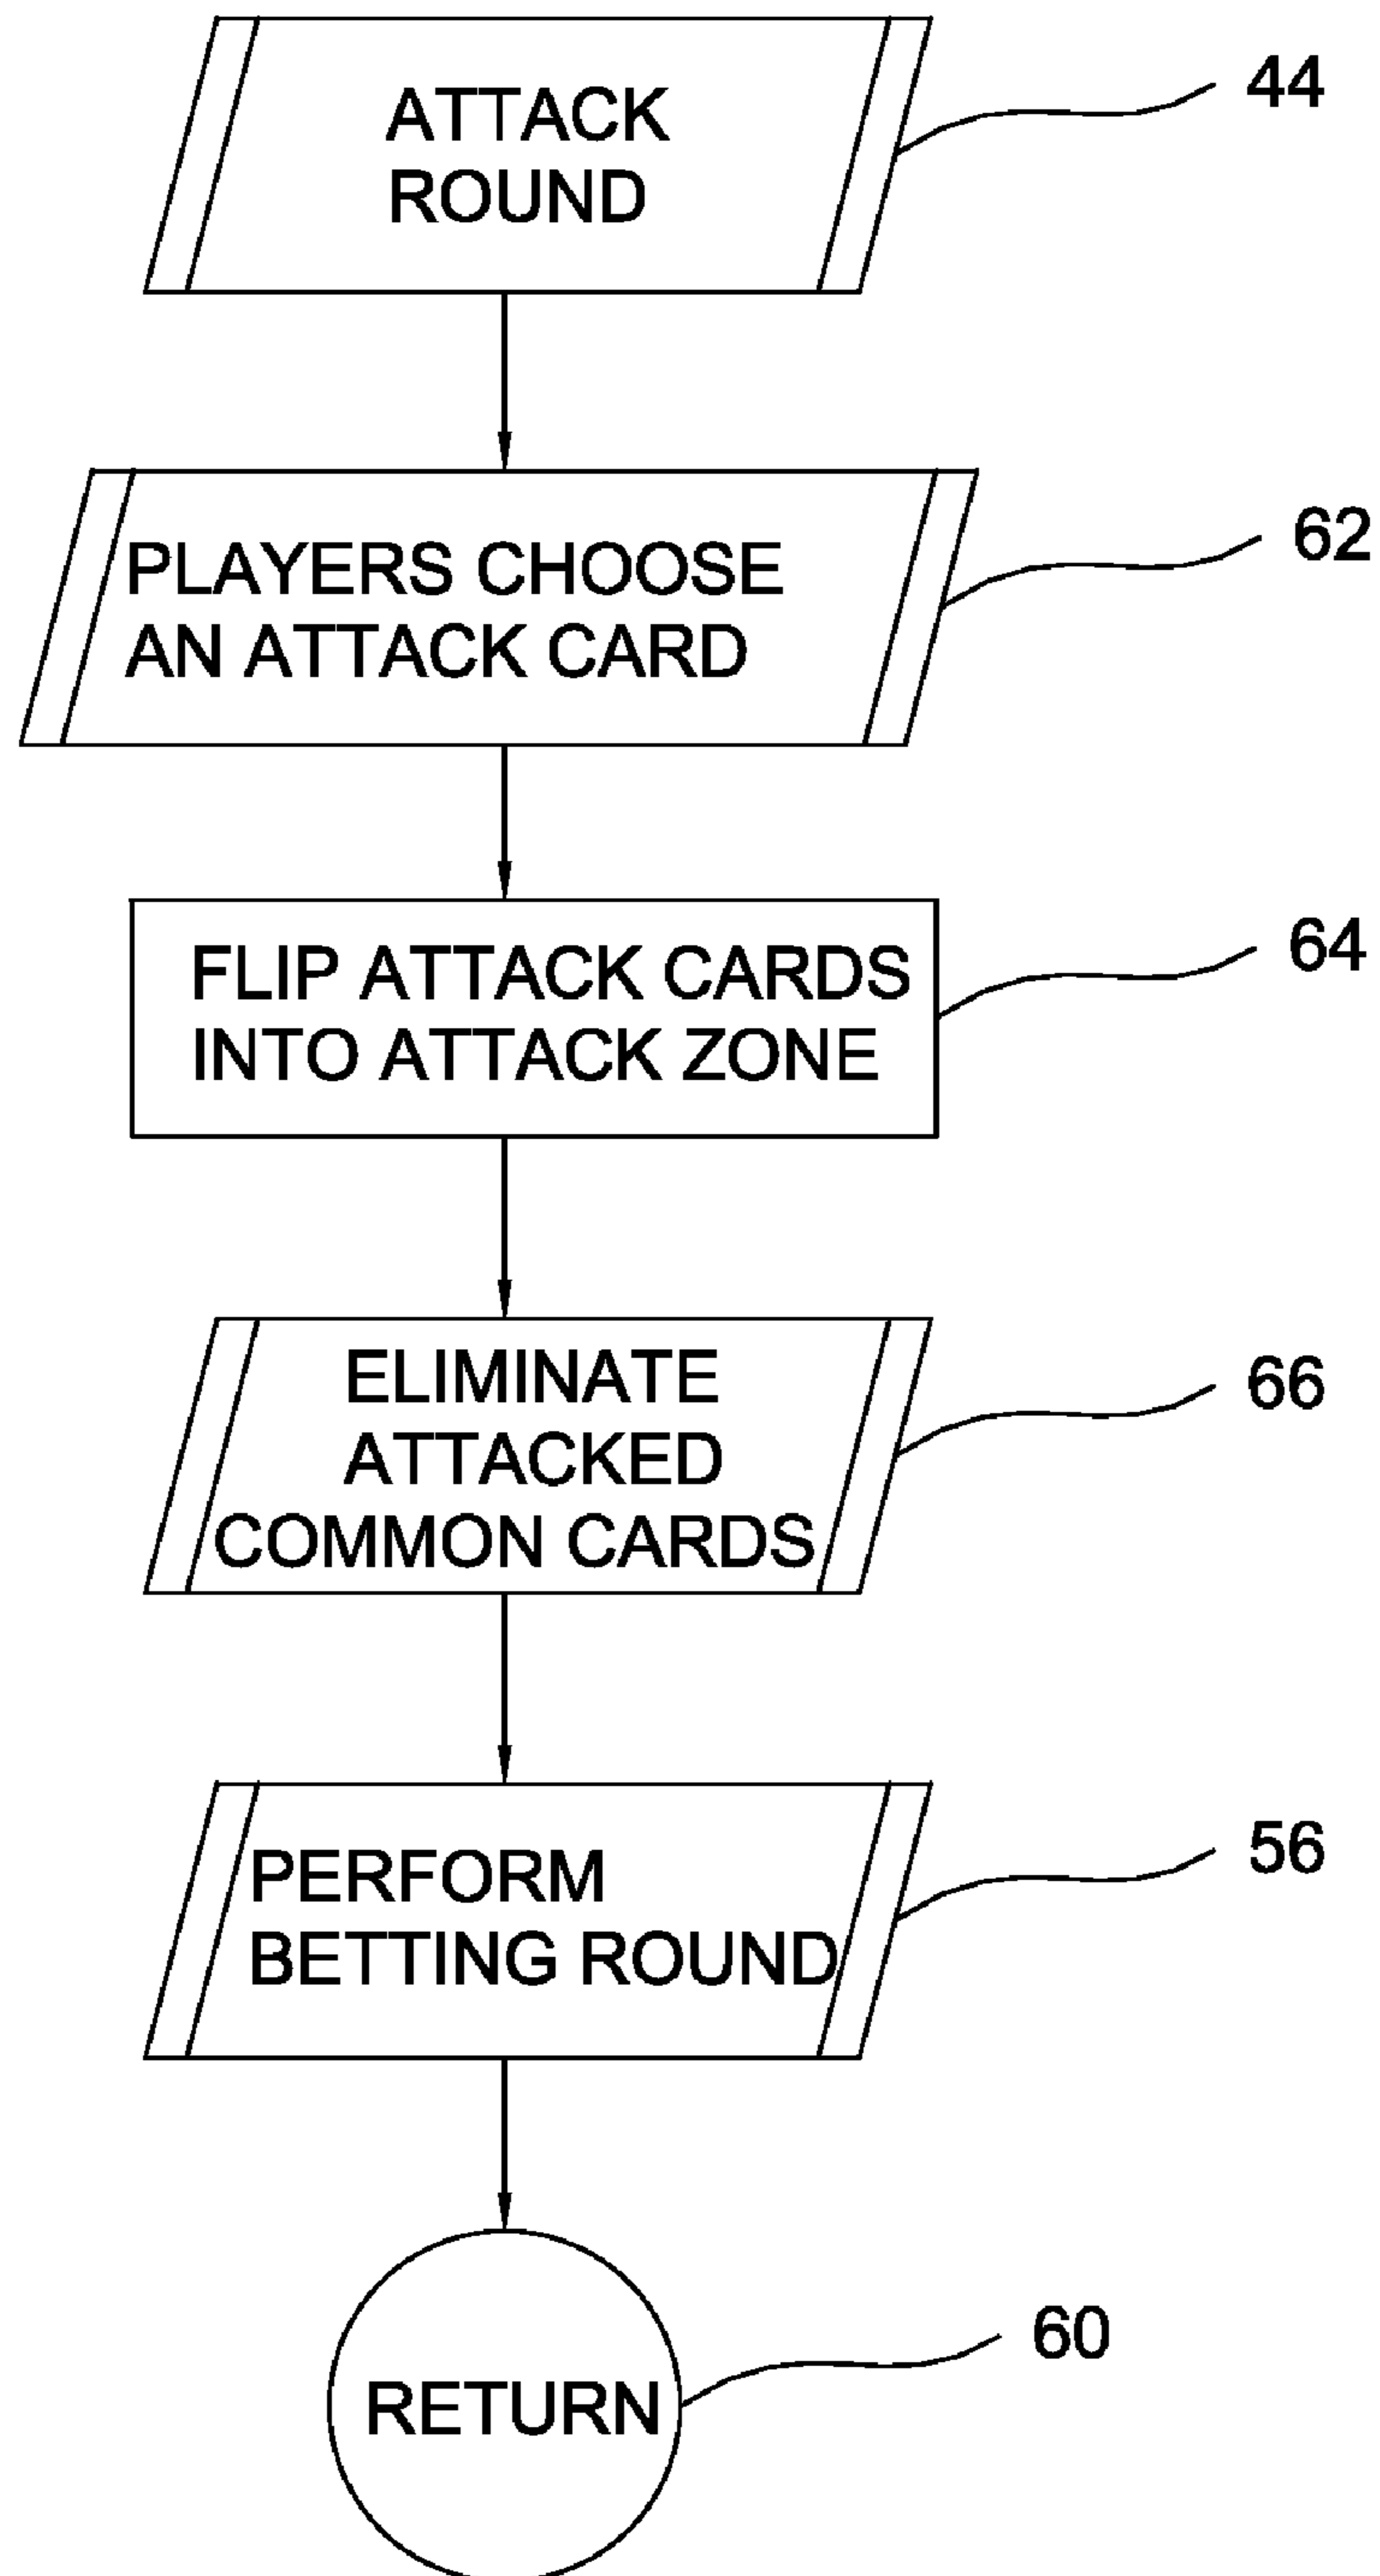 ATTACK
ROUND
44
PLAYERS CHOOSE
AN ATTACK CARD
62
FLIP ATTACK CARDS
INTO ATTACK ZONE
64
ELIMINATE
ATTACKED
COMMON CARDS
66
PERFORM
BETTING ROUND
56
RETURN
60